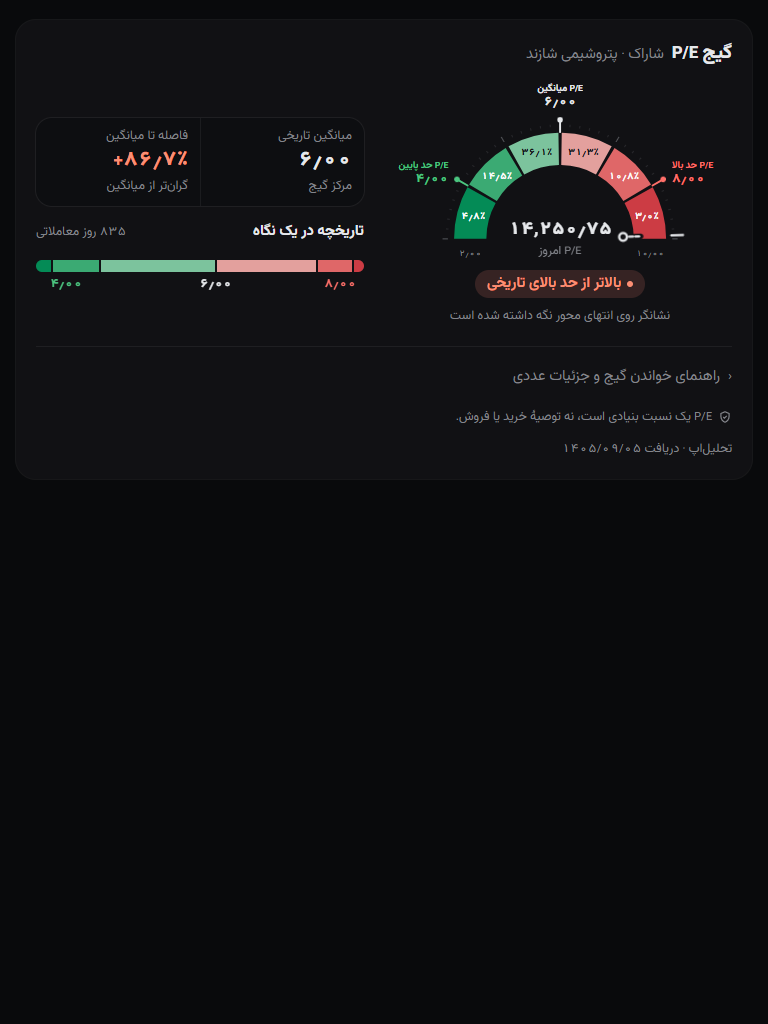 گیج P/E شاراک · پتروشیمی شازند
P/E میانگین
۶٫۰۰
P/E حد بالا
۸٫۰۰
P/E حد پایین
۴٫۰۰
۳٫۰٪
۱۰٫۸٪
۳۱٫۳٪
۳۶٫۱٪
۱۴٫۵٪
۴٫۸٪
۱۴,۲۵۰٫۷۵
P/E امروز
۱۰٫۰۰
۲٫۰۰
بالاتر از حد بالای تاریخی
نشانگر روی انتهای محور نگه داشته شده است
میانگین تاریخی
۶٫۰۰
مرکز گیج
فاصله تا میانگین
+۸۶٫۷٪
گران‌تر از میانگین
تاریخچه در یک نگاه
۸۳۵ روز معاملاتی
۸٫۰۰
۶٫۰۰
۴٫۰۰
‹ راهنمای خواندن گیج و جزئیات عددی
P/E یک نسبت بنیادی است، نه توصیهٔ خرید یا فروش.
تحلیل‌اپ · دریافت ۱۴۰۵/۰۹/۰۵